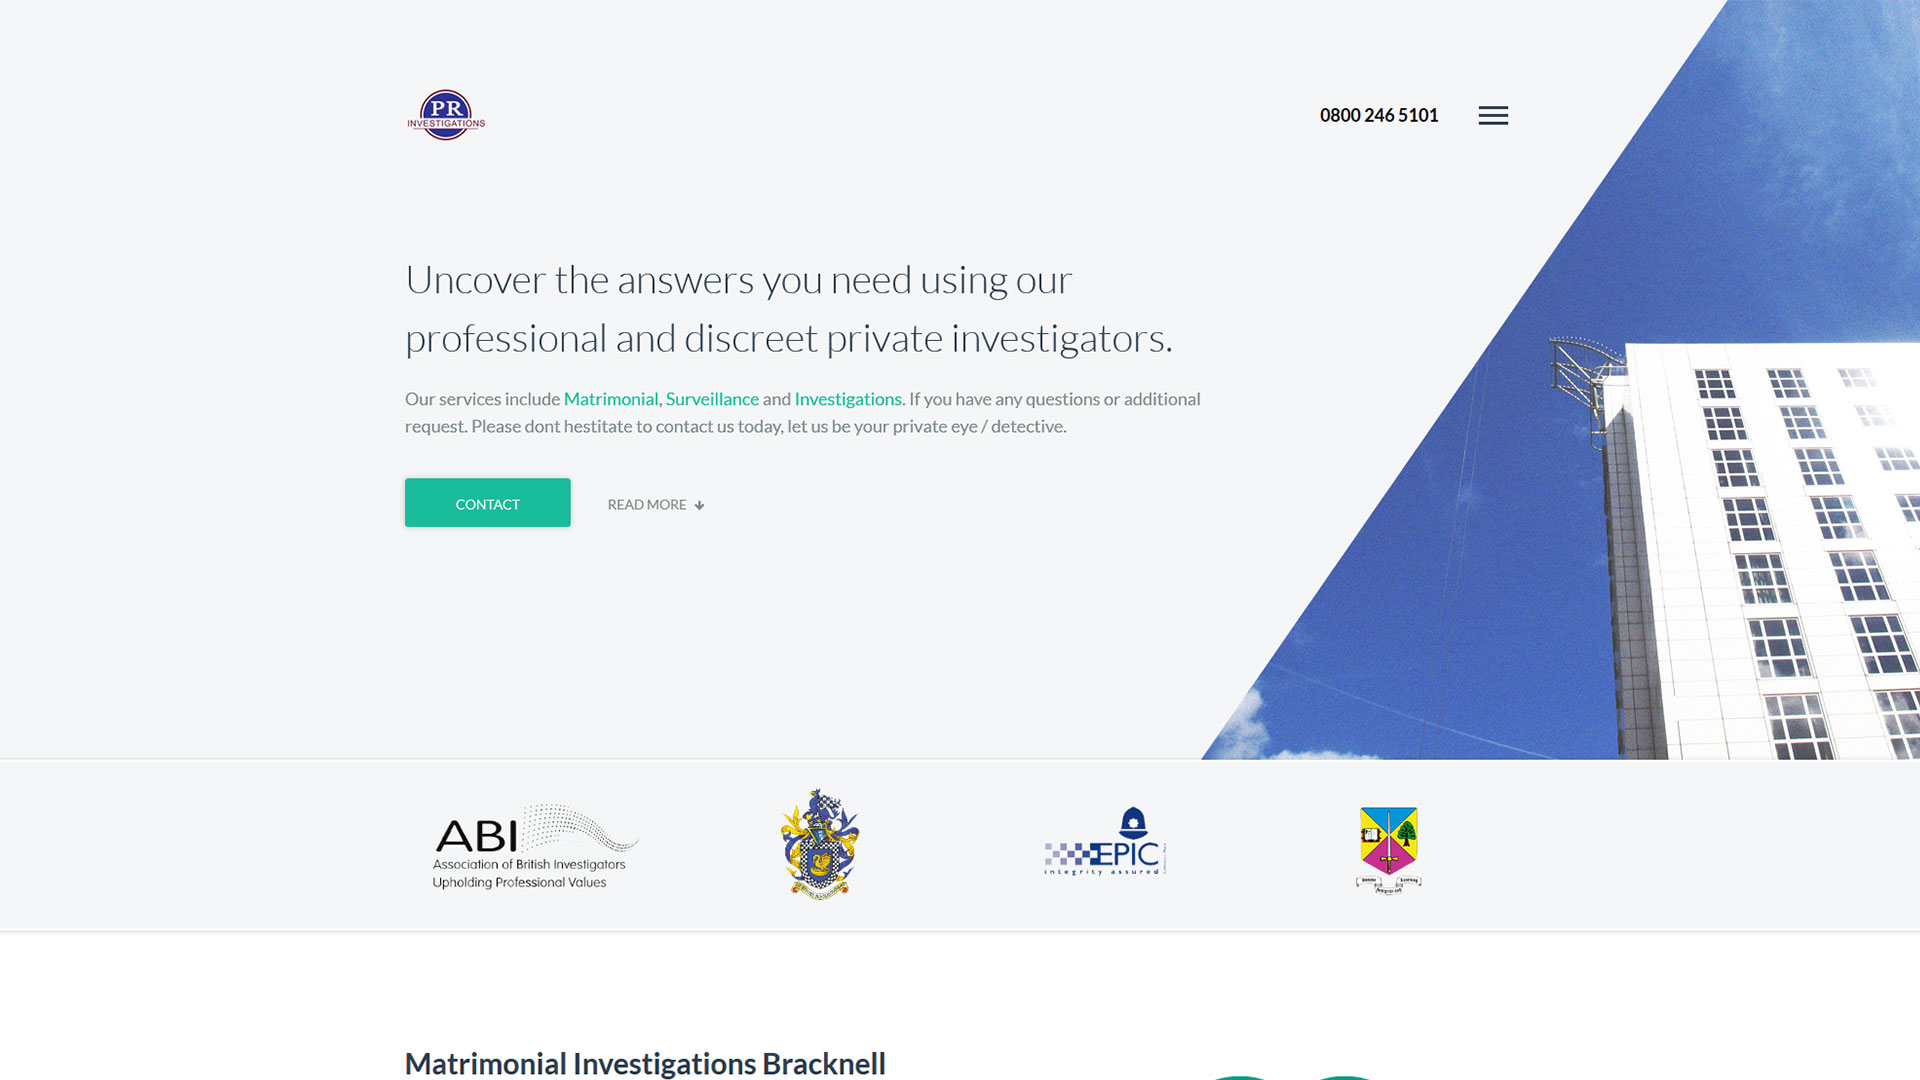 PR
INVESTIGATIONS
0800 246 5101
Uncover the answers you need using our
professional and discreet private investigators.
Our services include Matrimonial, Surveillance and Investigations. If you have any questions or additional
request. Please dont hestitate to contact us today, let us be your private eye / detective.
CONTACT
READ MORE
ABI
Association of British Investigators
Upholding Professional Values
EPIC
integrity assured
Matrimonial Investigations Bracknell